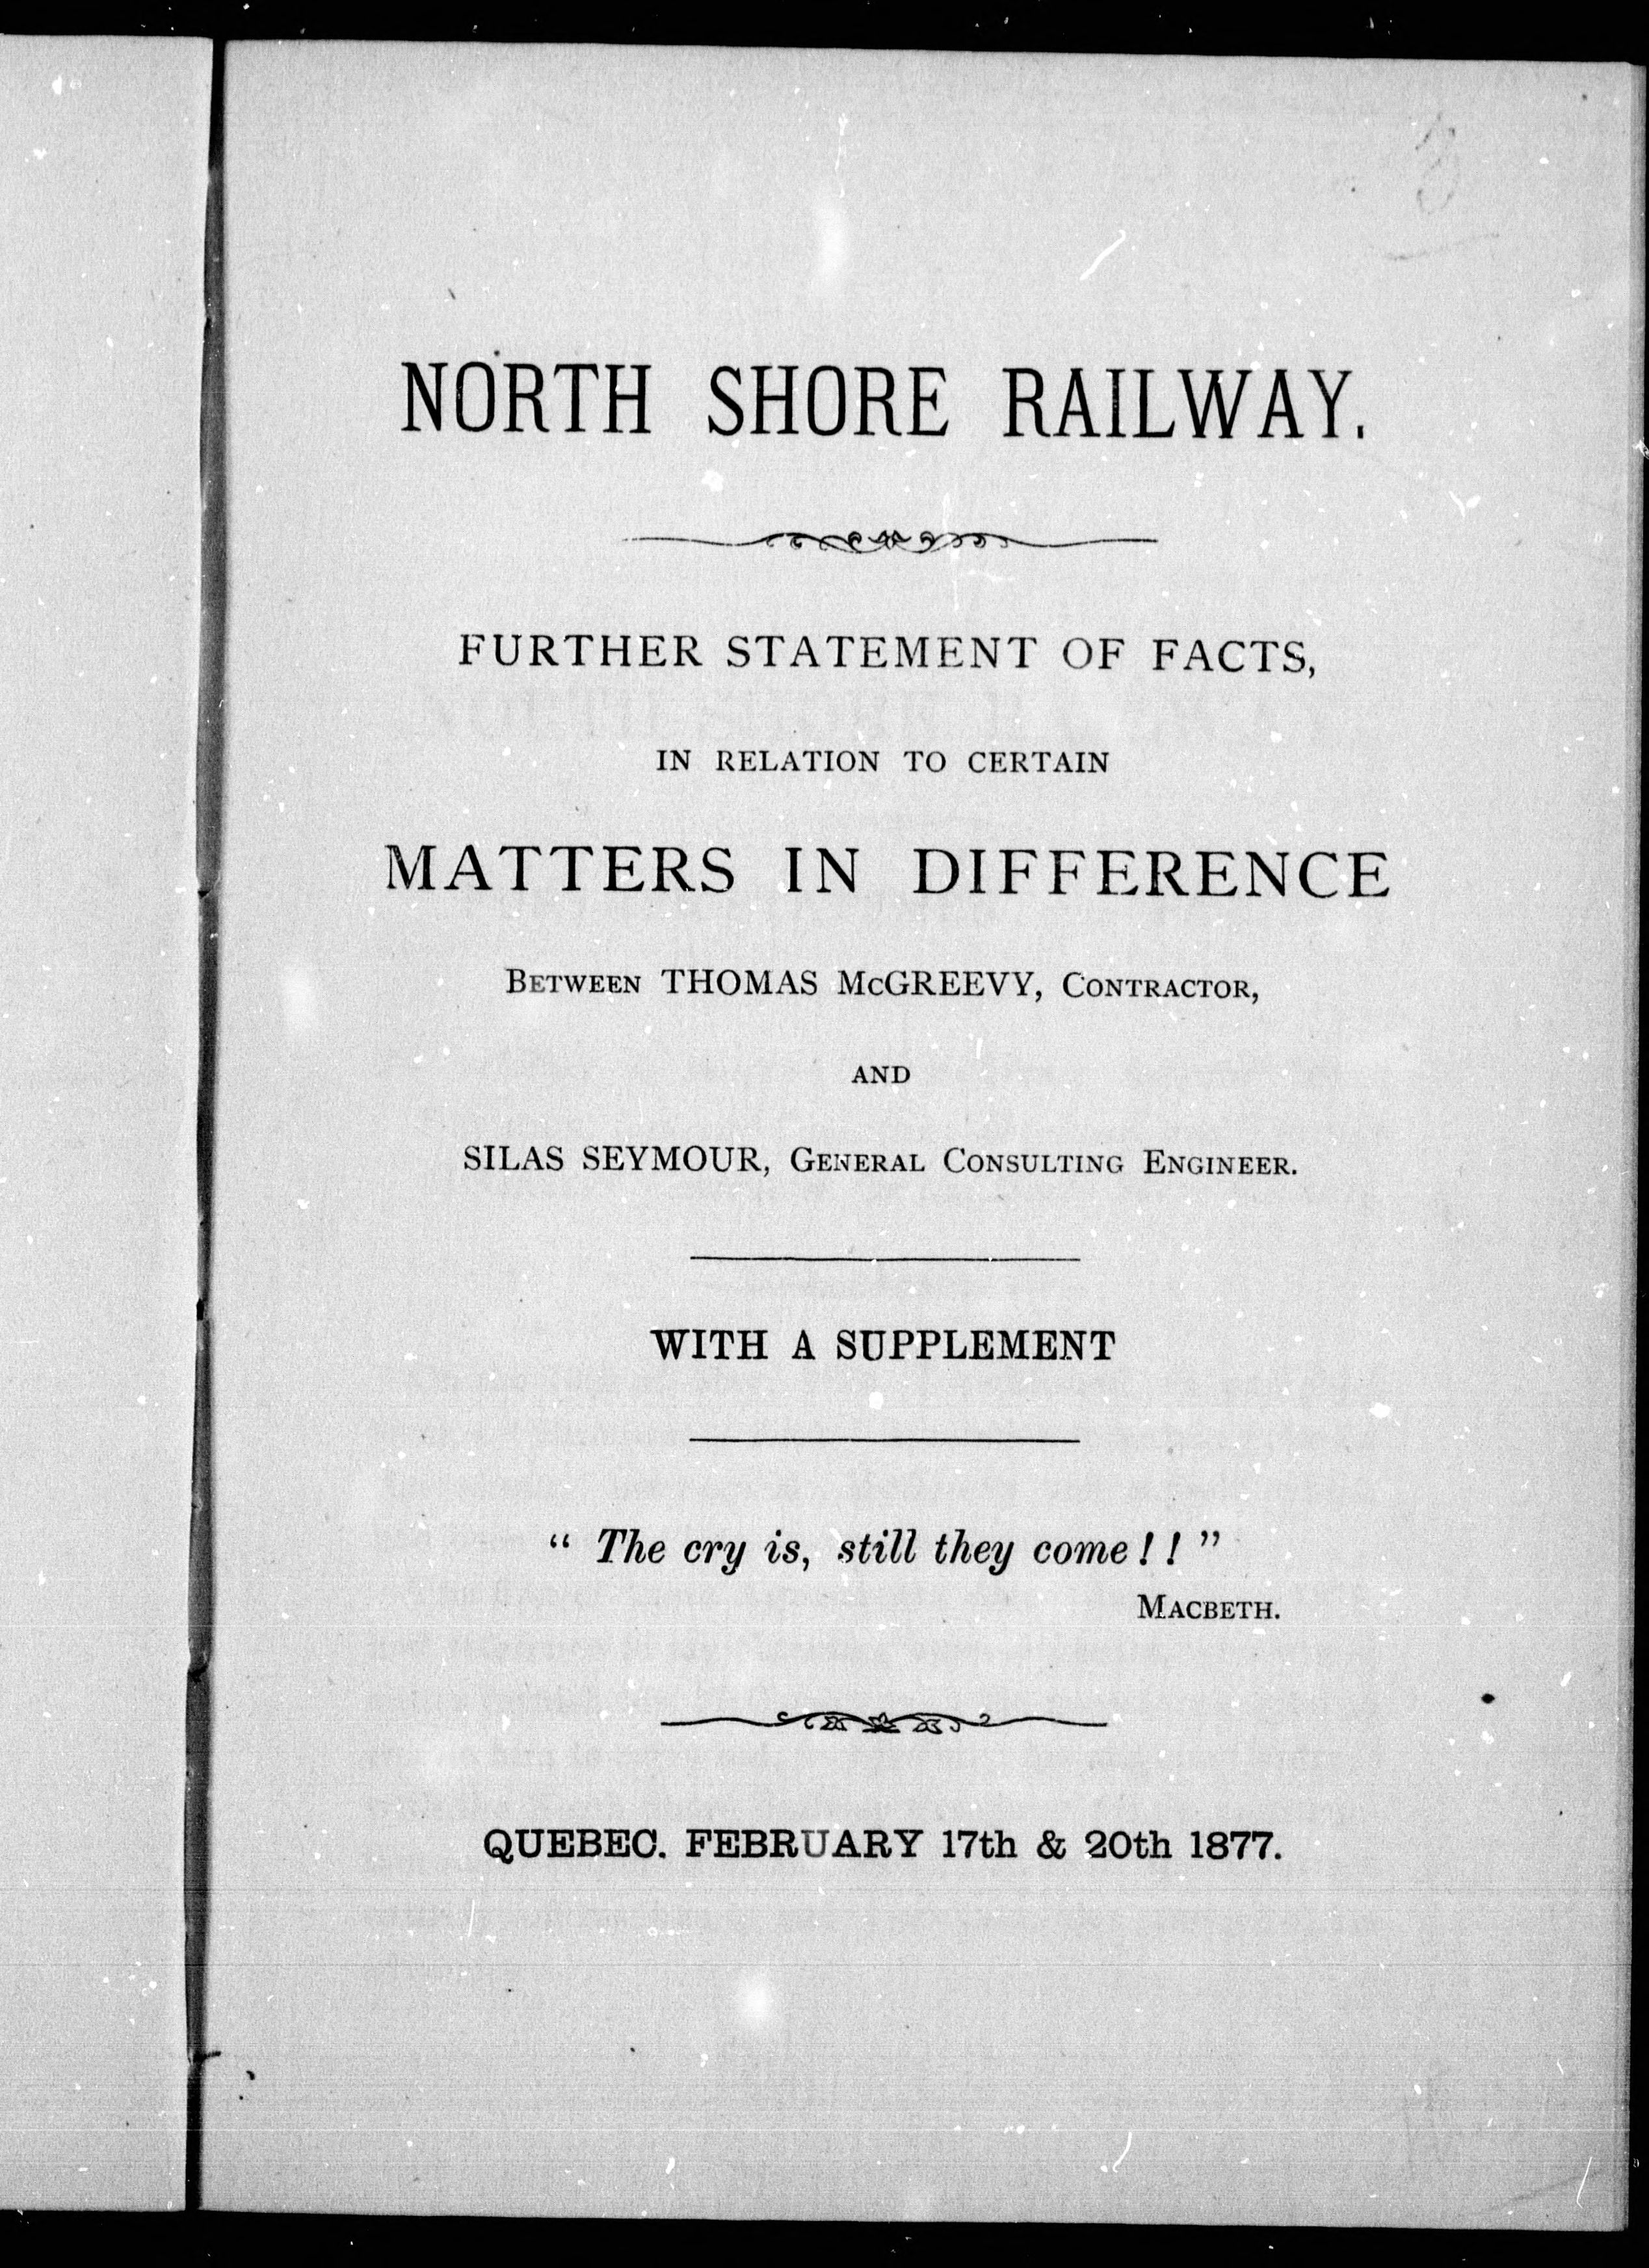 NORTH SHORE RAILWAY.
FURTHER STATEMENT OF FACTS,
IN RELATION TO CERTAIN
MATTERS IN DIFFERENCE
BETWEEN THOMAS McGREEVY, CONTRACTOR,
AND
SILAS SEYMOUR, GENERAL CONSULTING ENGINEER.
WITH A SUPPLEMENT
“ The cry is, still they come ! ! ”
MACBETH.
QUEBEC. FEBRUARY 17th & 20th 1877.